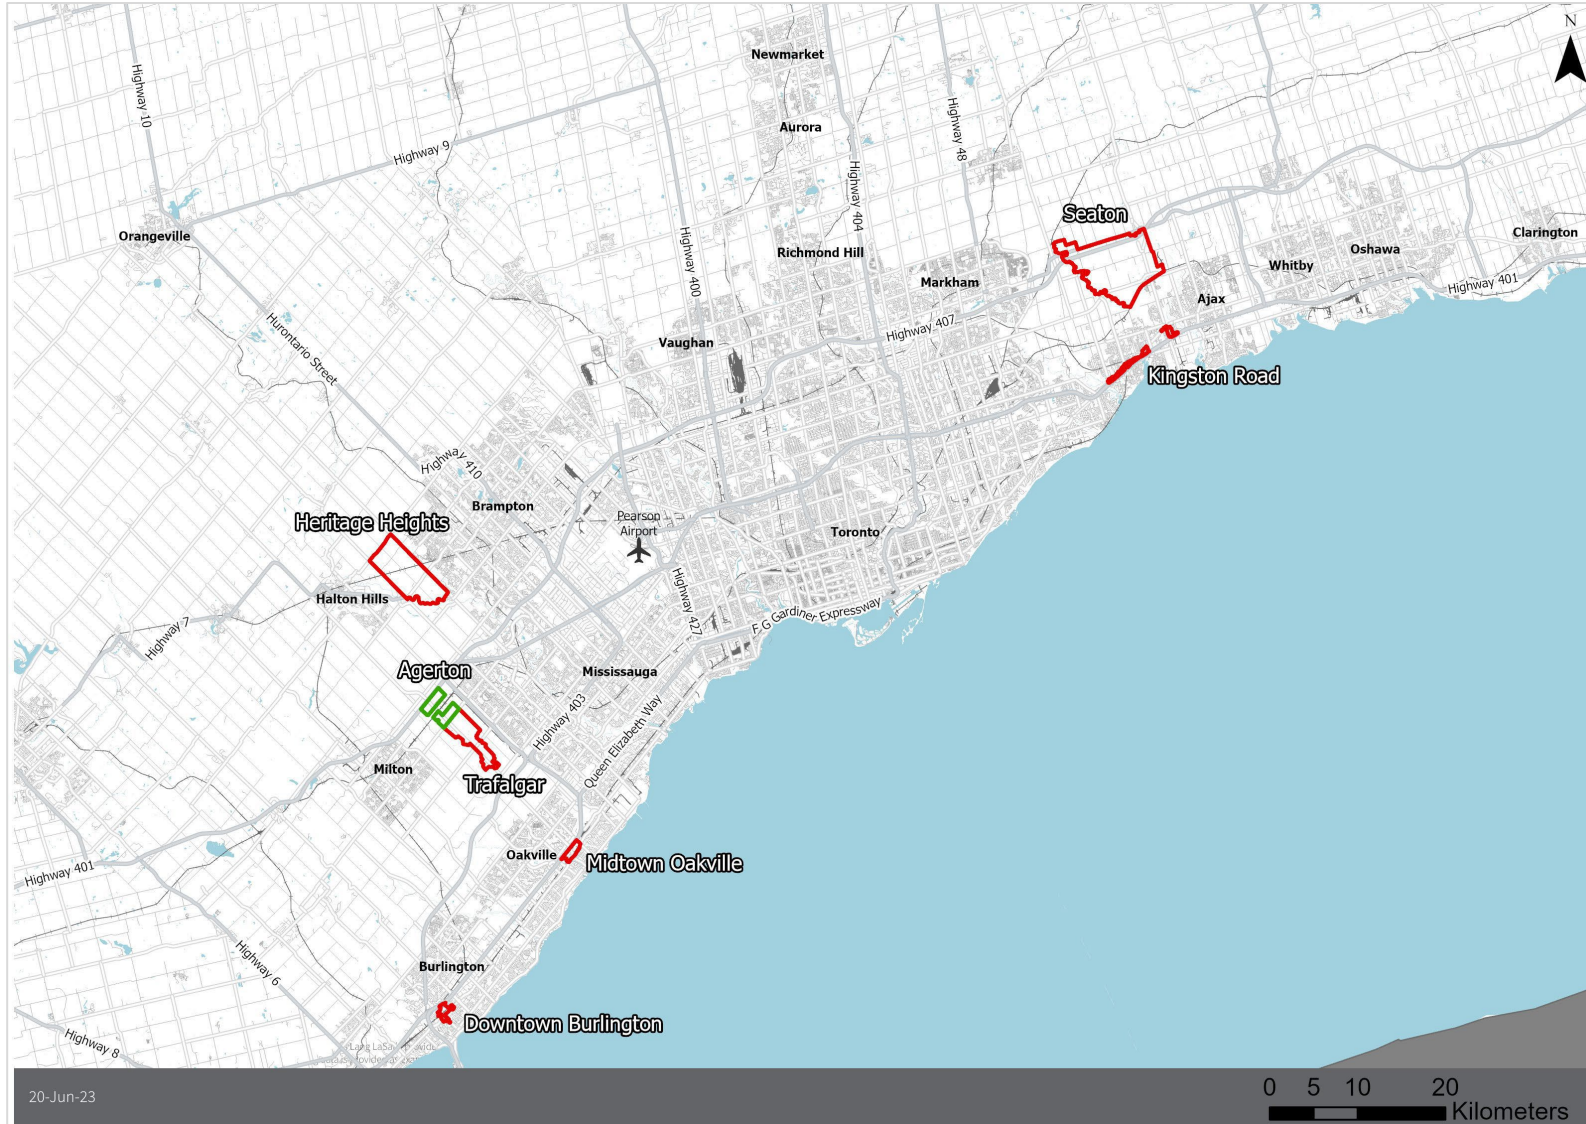 N
Newmarket
Highway 10
Aurora
Highway 48
Highway 9
Highway 404
Seaton
Orangeville
Clarington
Richmond Hill
Oshawa
Highway 400
Whitby
Markham
Highway 401
Ajax
Highway 407
Vaughan
Hurontario Street
Kingston Road
Highway 410
Brampton
Heritage Heights
Pearson
Airport
Toronto
Halton Hills
Highway 427
F G Gardiner Expressway
Highway 7
Agerton
Mississauga
Highway 403
Queen Elizabeth Way
Milton
Trafalgar
Oakville
Midtown Oakville
Highway 401
Highway 6
Burlington
Downtown Burlington
Highway 8
20-Jun-23
0 5 10 20
Kilometers